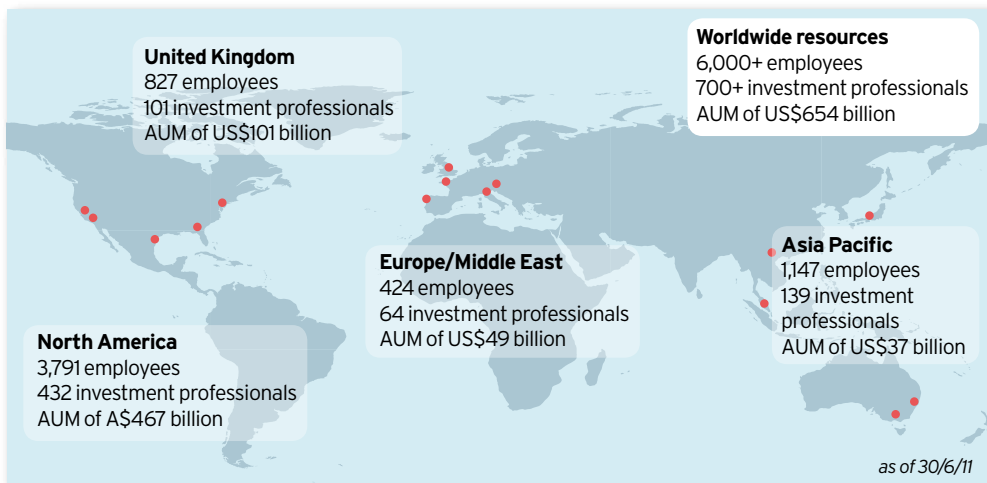 United Kingdom
827 employees
101 investment professionals
AUM of US$101 billion
Worldwide resources
6,000+ employees
700+ investment professionals
AUM of US$654 billion
Europe/Middle East
424 employees
64 investment professionals
AUM of US$49 billion
Asia Pacific
1,147 employees
139 investment
professionals
AUM of US$37 billion
North America
3,791 employees
432 investment professionals
AUM of A$467 billion
as of 30/6/11